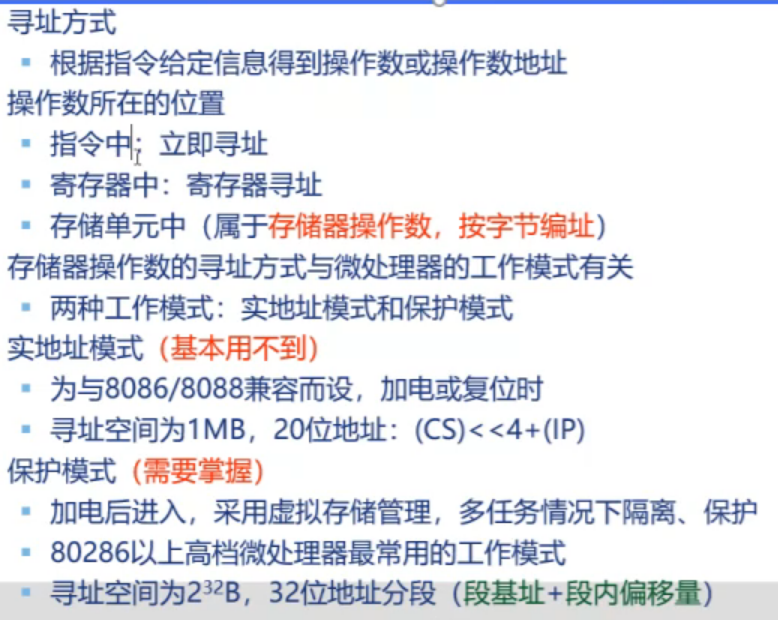 寻址方式
根据指令给定信息得到操作数或操作数地址
操作数所在的位置
指令中：立即寻址
寄存器中：寄存器寻址
存储单元中（属于存储器操作数，按字节编址）
存储器操作数的寻址方式与微处理器的工作模式有关
两种工作模式：实地址模式和保护模式
实地址模式（基本用不到）
为与8086/8088兼容而设，加电或复位时
寻址空间为1MB，20位地址：(CS)<<4+(IP)
保护模式（需要掌握）
加电后进入，采用虚拟存储管理，多任务情况下隔离、保护
80286以上高档微处理器最常用的工作模式
寻址空间为2³²B，32位地址分段（段基址+段内偏移量）